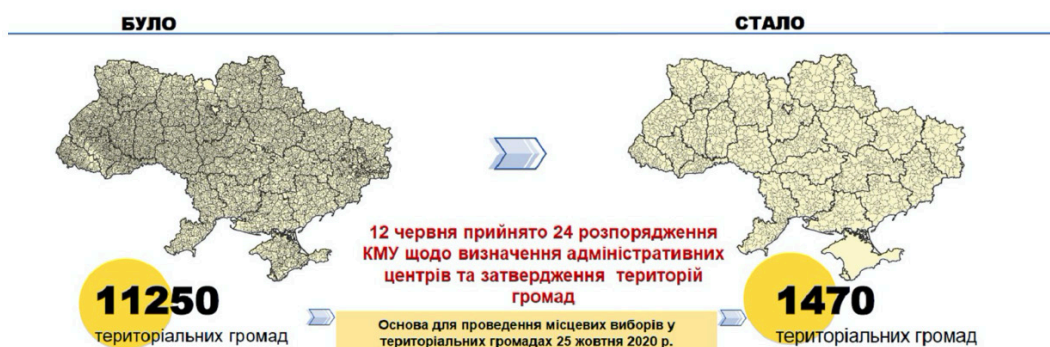 БУЛО
СТАЛО
12 червня прийнято 24 розпорядження
КМУ щодо визначення адміністративних
центрів та затвердження територій
громад
11250
територіальних громад
1470
територіальних громад
Основа для проведення місцевих виборів у
територіальних громадах 25 жовтня 2020 р.